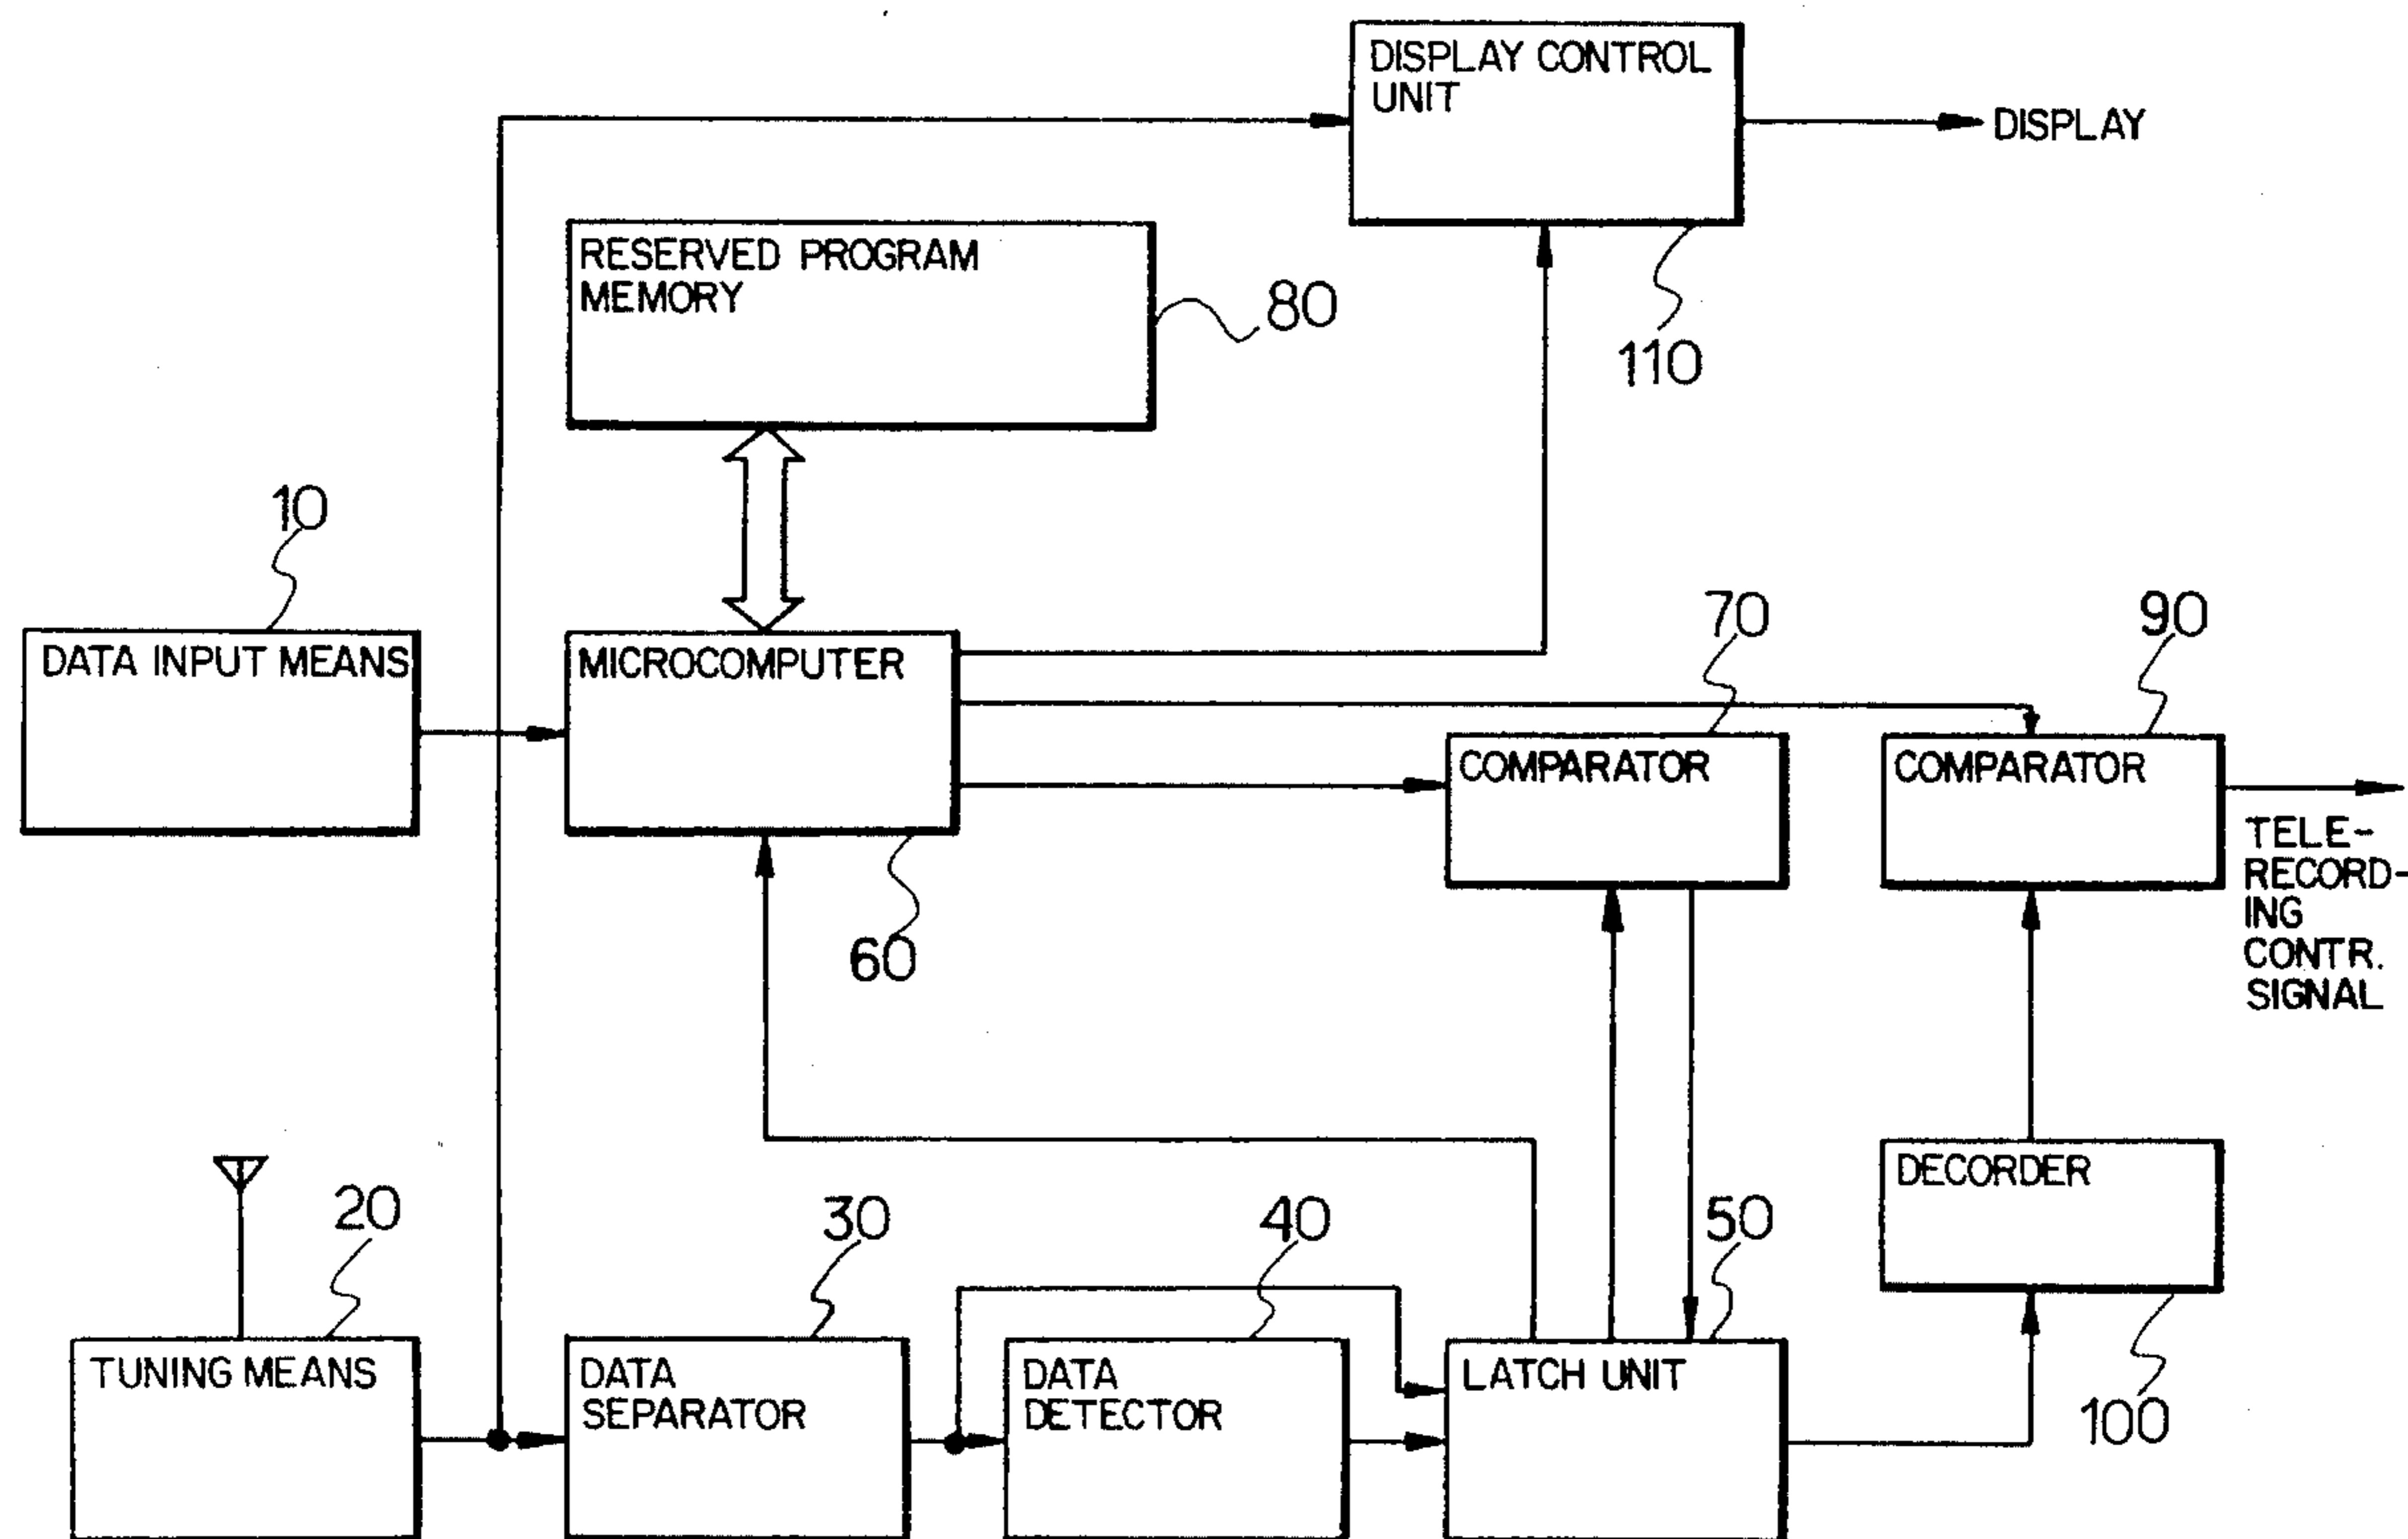 DISPLAY CONTROL
UNIT
DISPLAY
110
RESERVED PROGRAM
MEMORY
80
10
DATA INPUT MEANS
MICROCOMPUTER
60
70
COMPARATOR
90
COMPARATOR
TELE-
RECORD-
ING
CONTR.
SIGNAL
DECORDER
100
20
TUNING MEANS
30
DATA
SEPARATOR
40
DATA
DETECTOR
50
LATCH UNIT